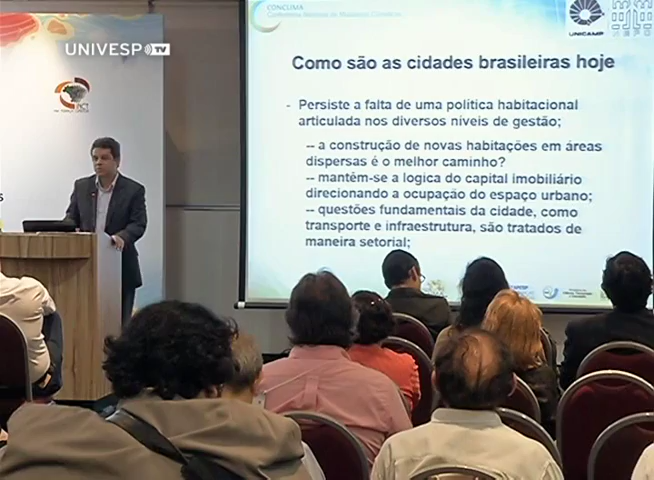 CONCLIMA
UNICAMP
UNIVESP TV
Como são as cidades brasileiras hoje
- Persiste a falta de uma política habitacional
articulada nos diversos níveis de gestão;
-- a construção de novas habitações em áreas
dispersas é o melhor caminho?
-- mantêm-se a logica do capital imobiliário
direcionando a ocupação do espaço urbano;
-- questões fundamentais da cidade, como
transporte e infraestrutura, são tratados de
maneira setorial;